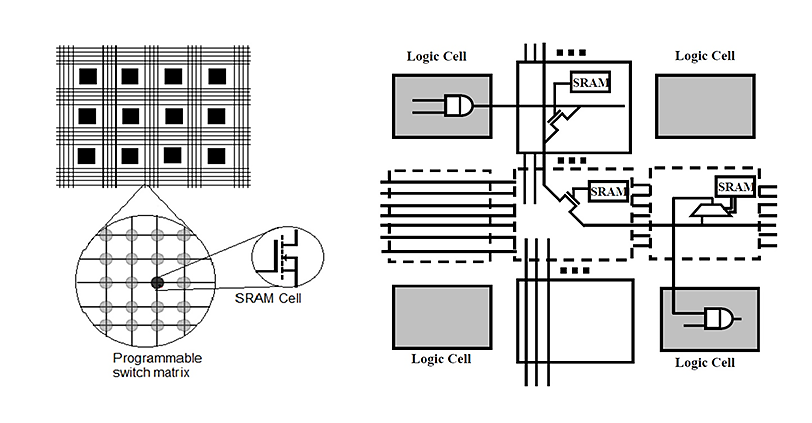 SRAM Cell
Programmable
switch matrix
Logic Cell
Logic Cell
SRAM
SRAM
SRAM
Logic Cell
Logic Cell